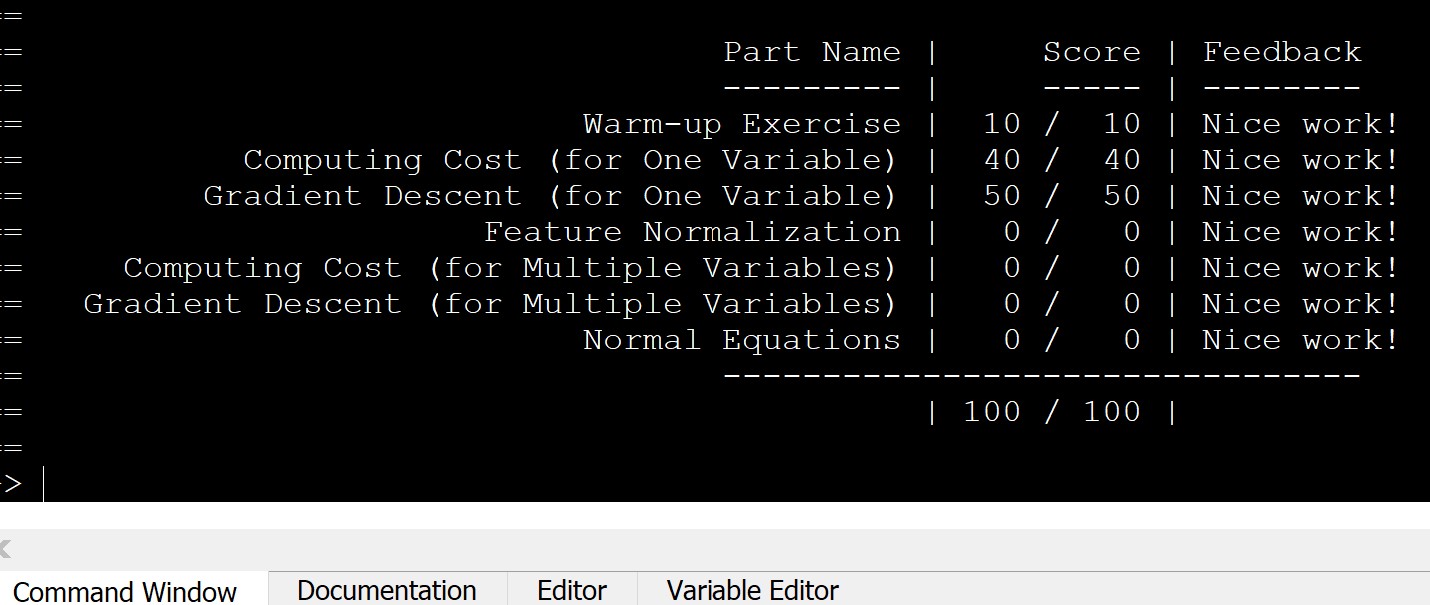 ==
== Part Name | Score | Feedback
== --------- | ----- | --------
== Warm-up Exercise | 10 / 10 | Nice work!
== Computing Cost (for One Variable) | 40 / 40 | Nice work!
== Gradient Descent (for One Variable) | 50 / 50 | Nice work!
== Feature Normalization | 0 / 0 | Nice work!
== Computing Cost (for Multiple Variables) | 0 / 0 | Nice work!
== Gradient Descent (for Multiple Variables) | 0 / 0 | Nice work!
== Normal Equations | 0 / 0 | Nice work!
== --------------------------------
== | 100 / 100 |
==
>
Command Window Documentation Editor Variable Editor